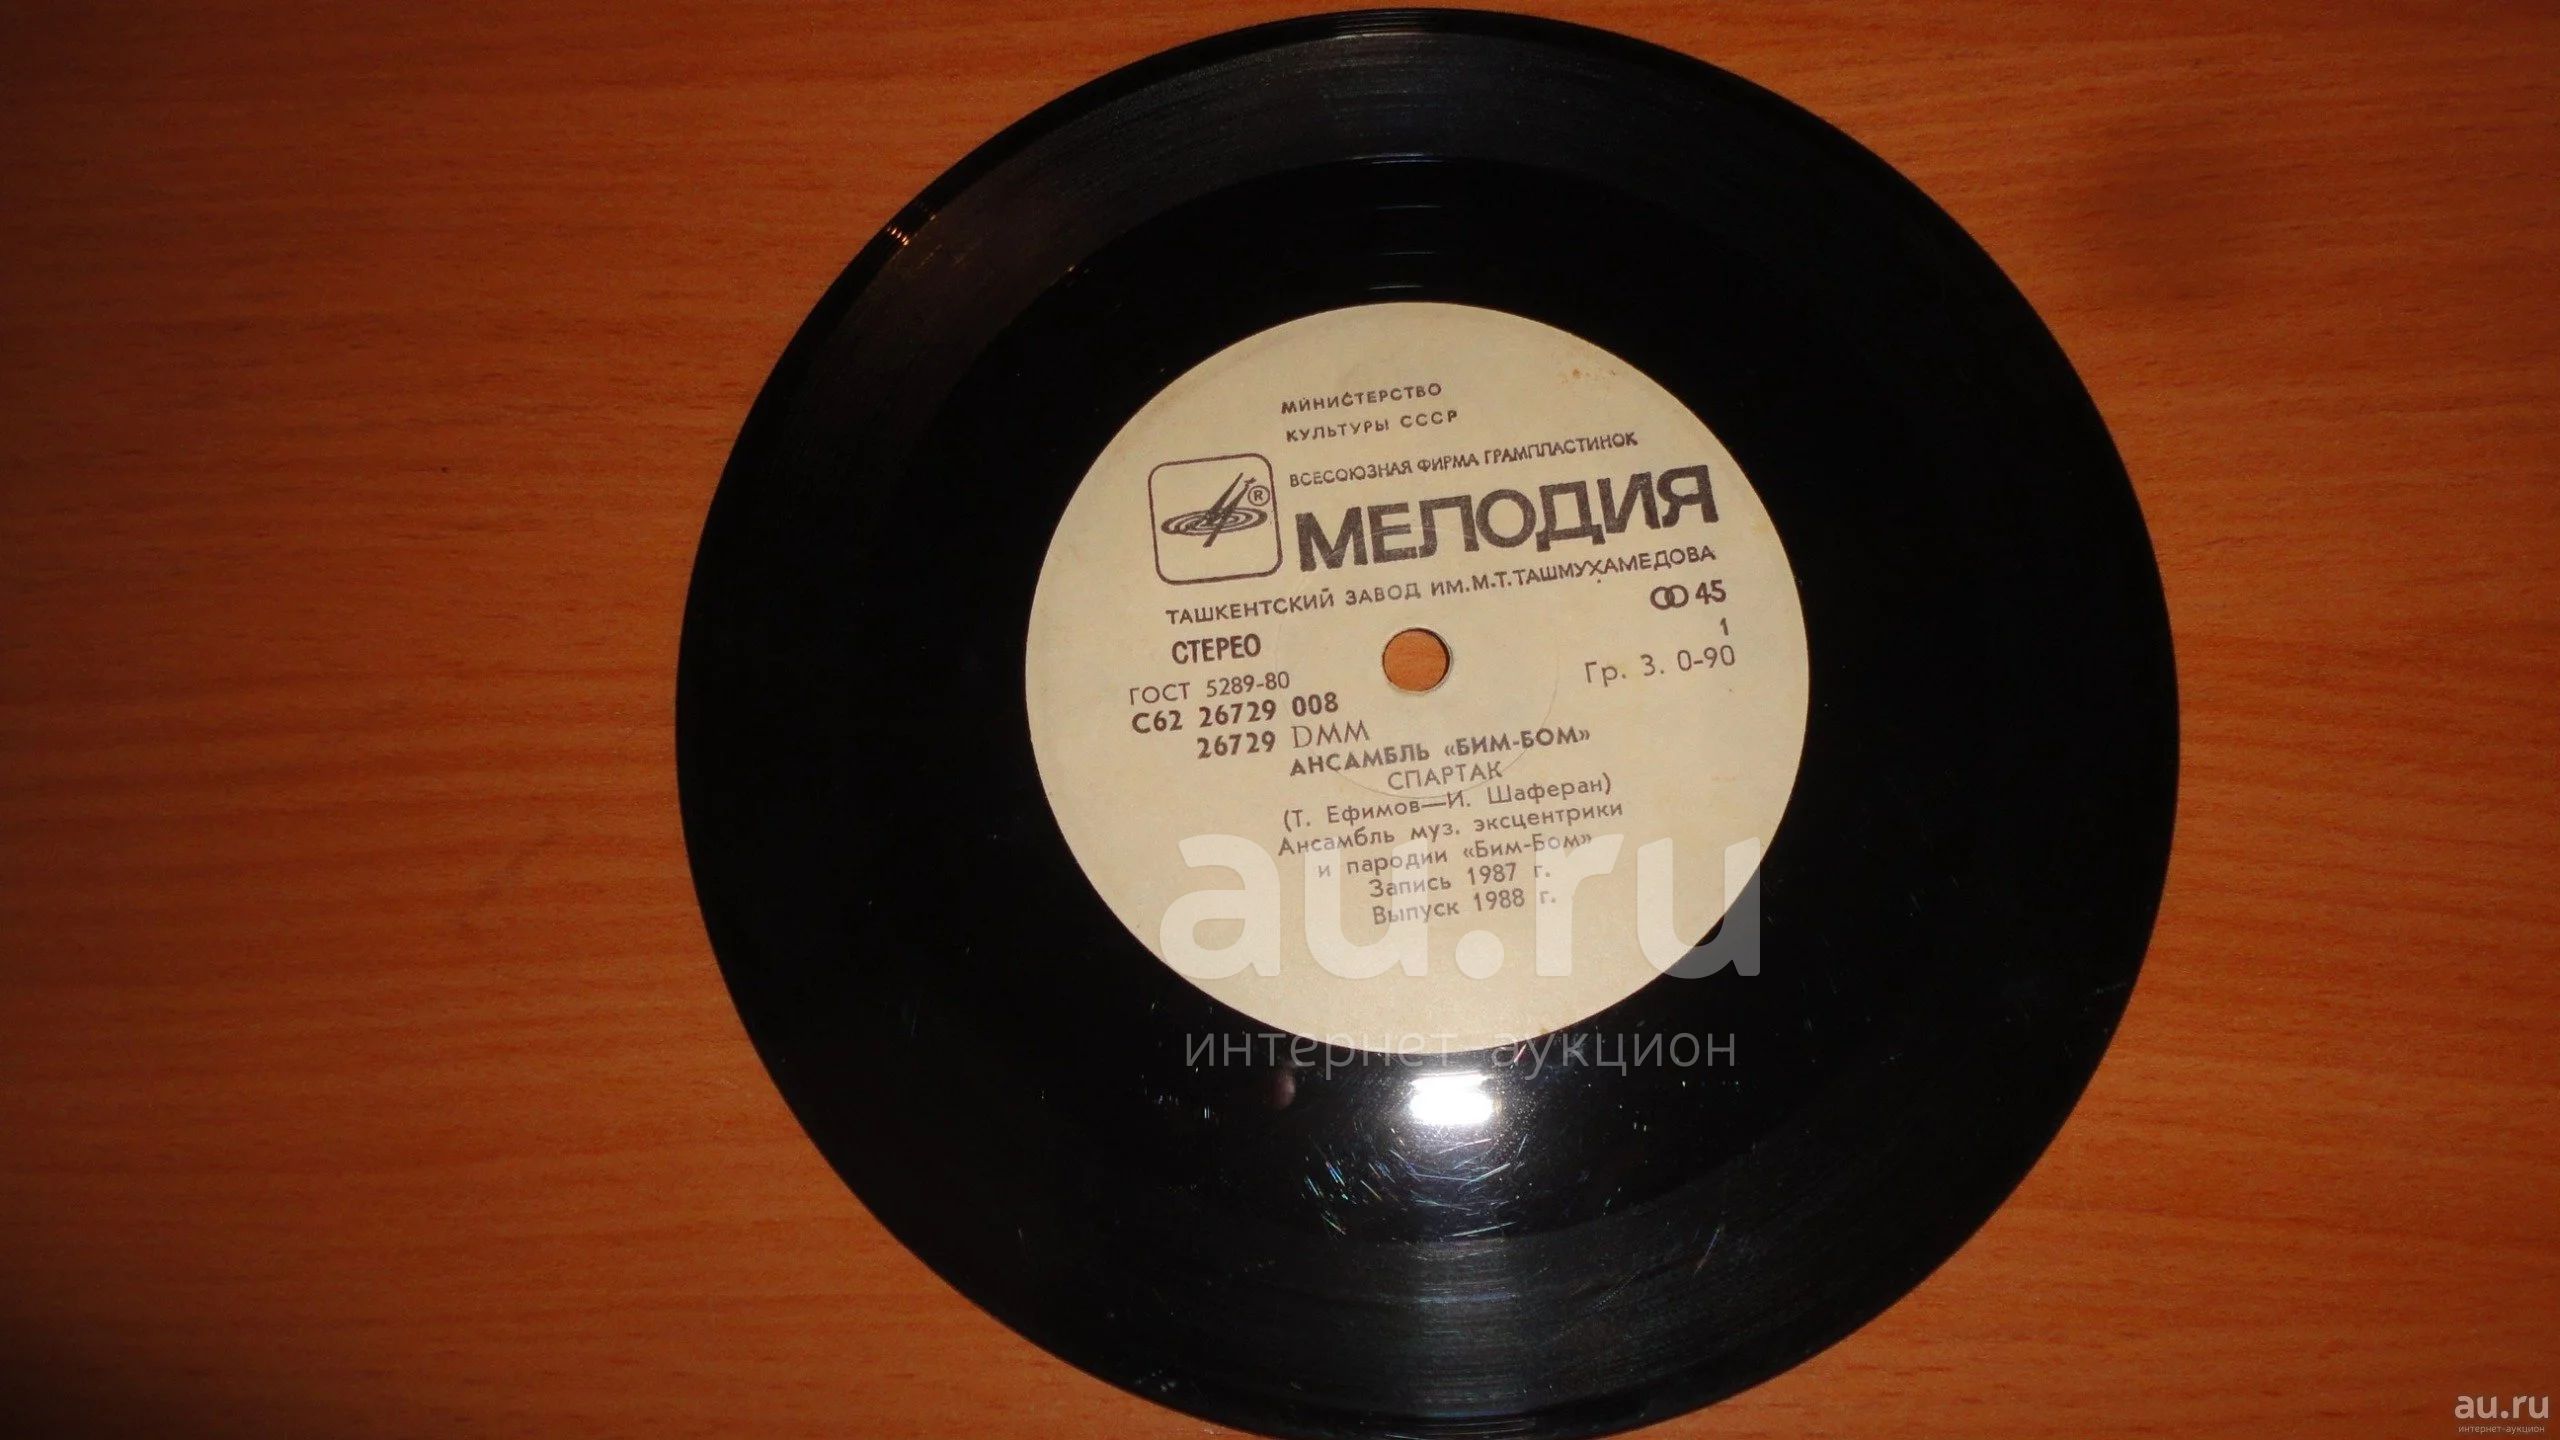 МИНИСТЕРСТВО
КУЛЬТУРЫ СССР
ВСЕСОЮЗНАЯ ФИРМА ГРАМПЛАСТИНОК
®
МЕЛОДИЯ
ТАШКЕНТСКИЙ ЗАВОД ИМ.М.Т.ТАШМУХАМЕДОВА
СТЕРЕО
45
1
ГОСТ 5289-80
Гр. 3. 0-90
С62 26729 008
26729 DMM
АНСАМБЛЬ «БИМ-БОМ»
СПАРТАК
(Т. Ефимов—И. Шаферан)
Ансамбль муз. эксцентрики
и пародии «Бим-Бом»
Запись 1987 г.
Выпуск 1988 г.
au.ru
интернет-аукцион
au.ru
интернет-аукцион